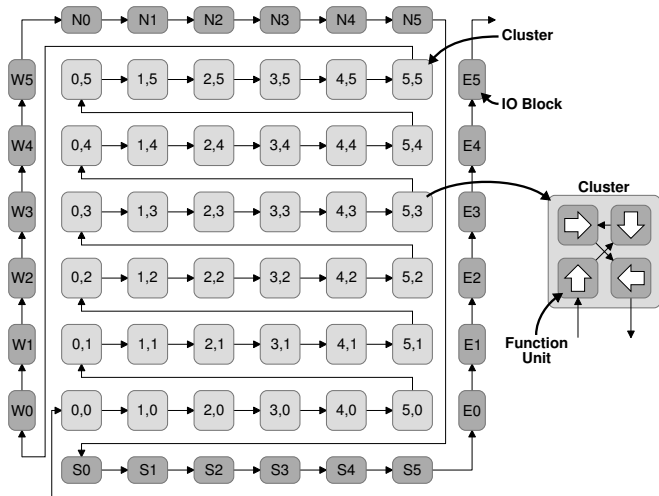 N0 N1 N2 N3 N4 N5
Cluster
W5 0,5 1,5 2,5 3,5 4,5 5,5 E5
IO Block
W4 0,4 1,4 2,4 3,4 4,4 5,4 E4
W3 0,3 1,3 2,3 3,3 4,3 5,3 E3
Cluster
W2 0,2 1,2 2,2 3,2 4,2 5,2 E2
W1 0,1 1,1 2,1 3,1 4,1 5,1 E1
Function
Unit
W0 0,0 1,0 2,0 3,0 4,0 5,0 E0
S0 S1 S2 S3 S4 S5